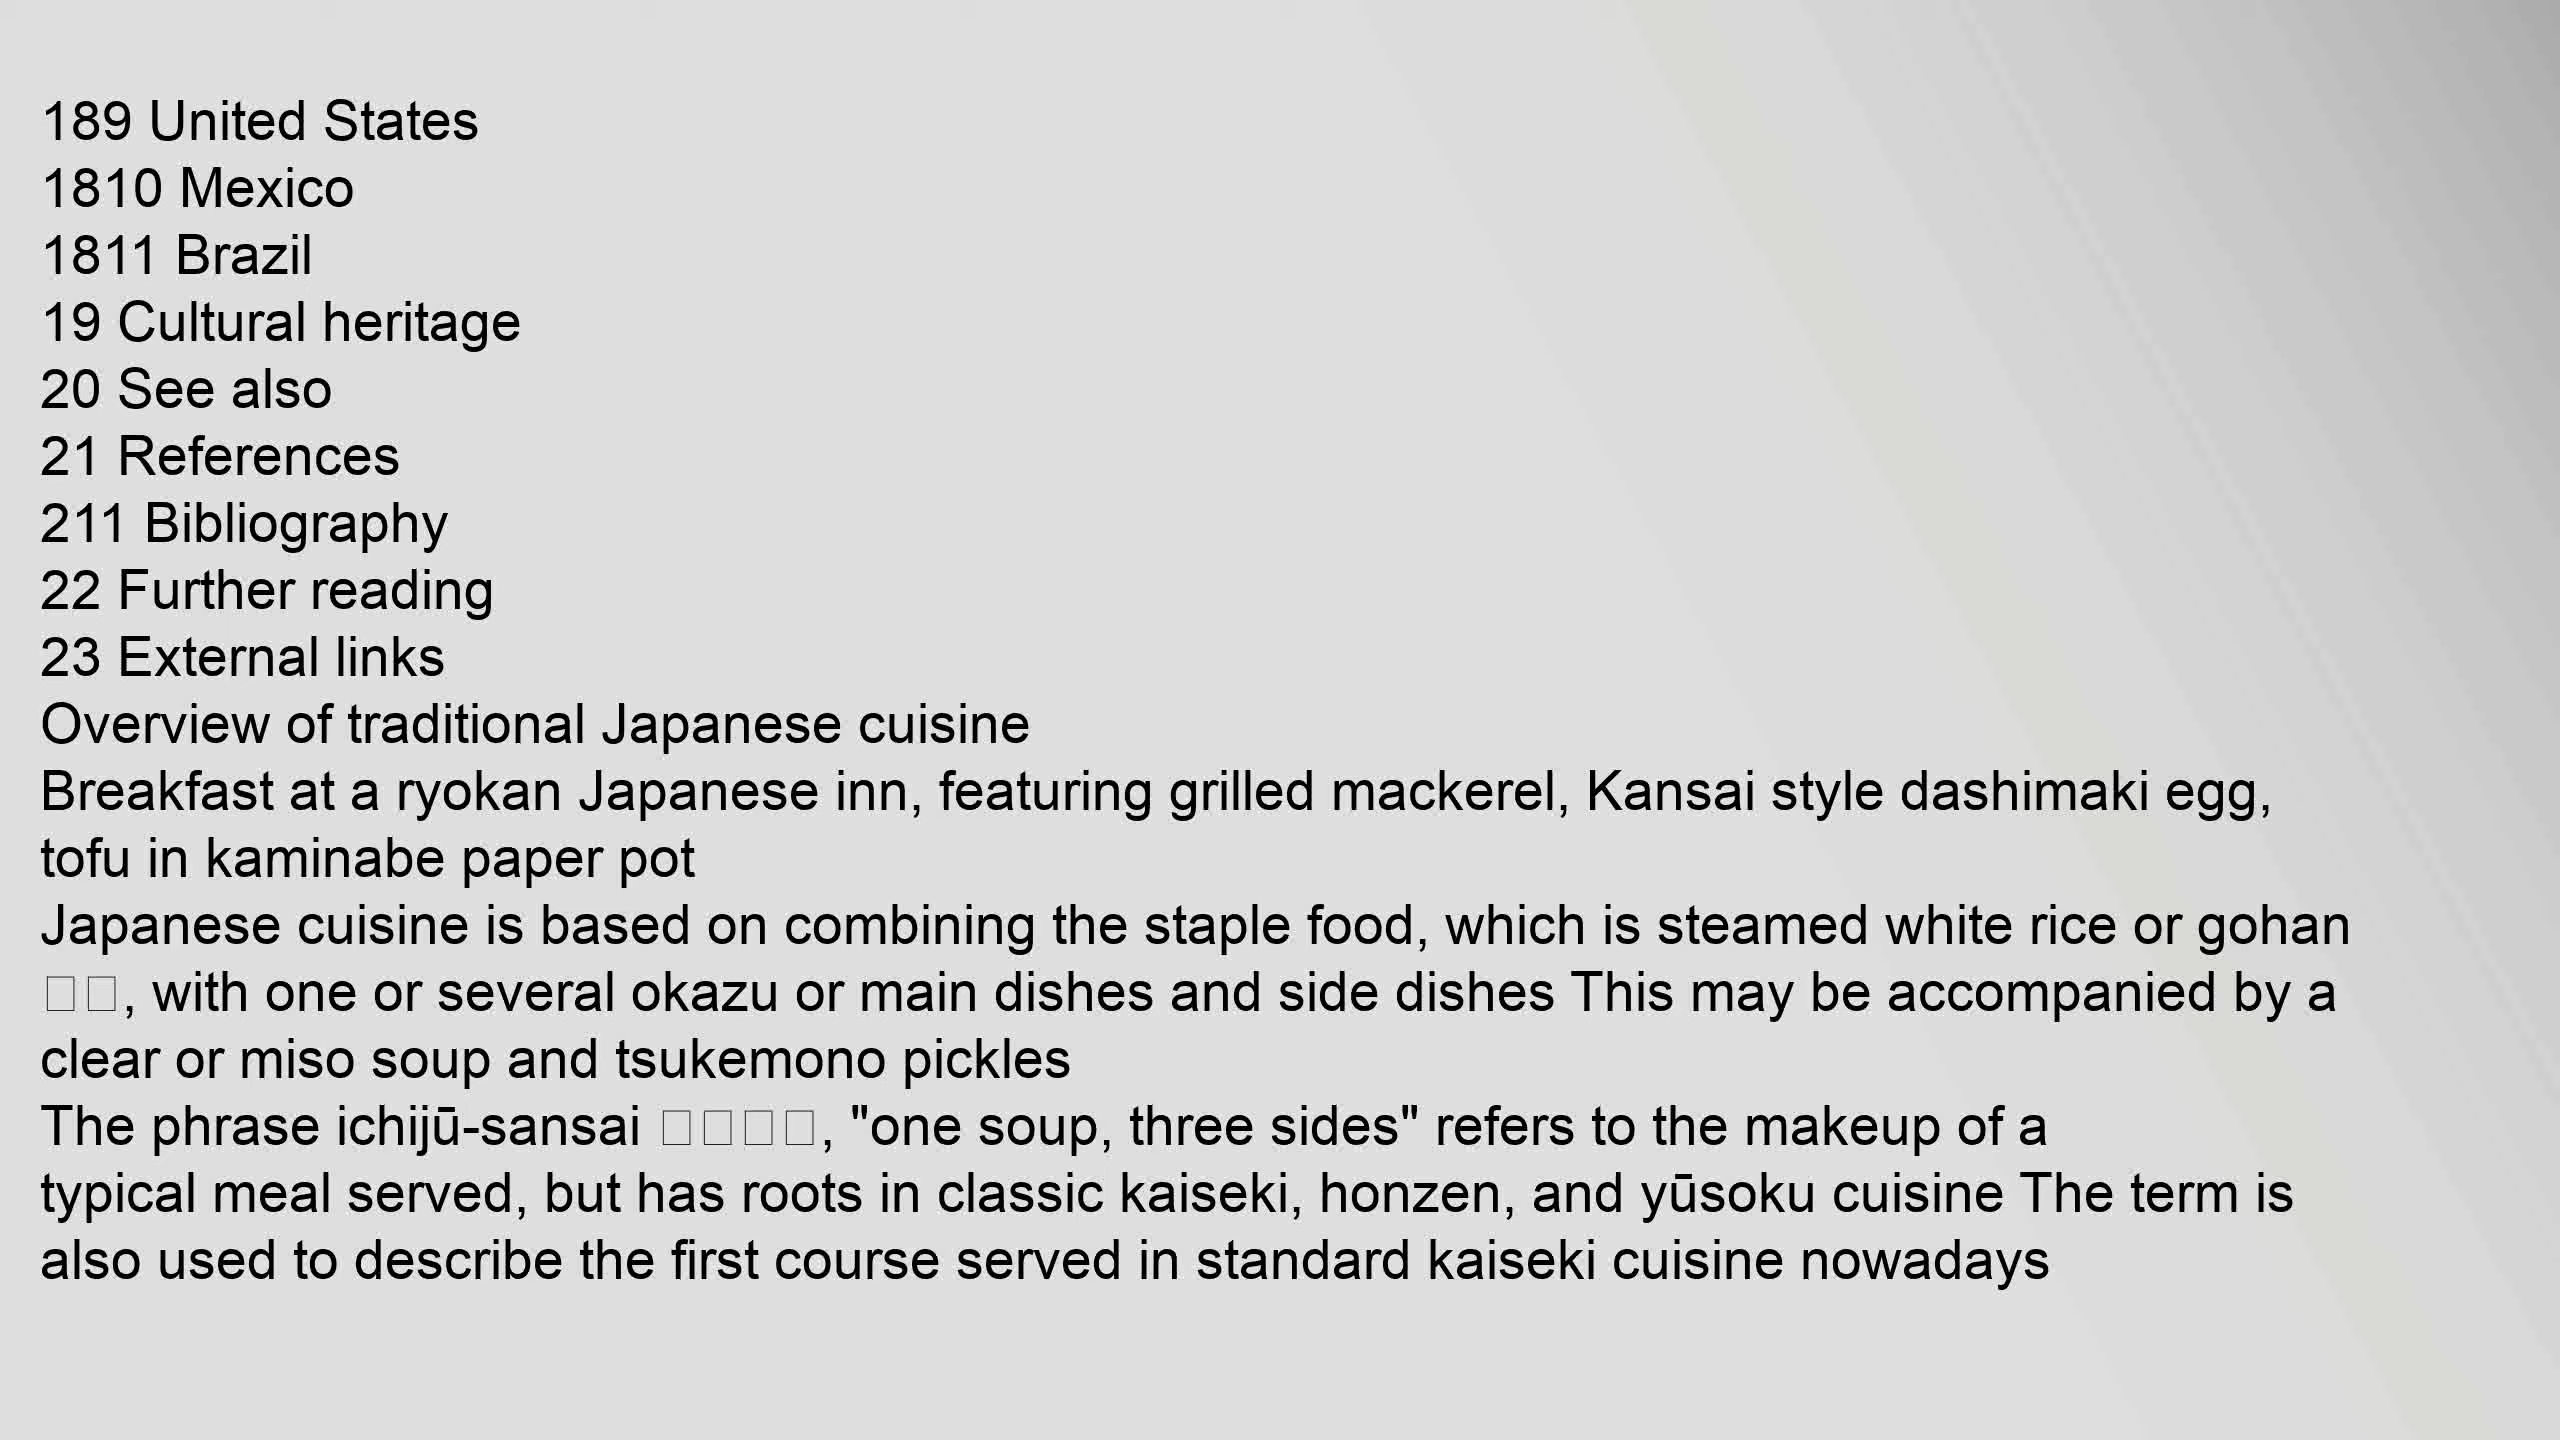 189 United States
1810 Mexico
1811 Brazil
19 Cultural heritage
20 See also
21 References
211 Bibliography
22 Further reading
23 External links
Overview of traditional Japanese cuisine
Breakfast at a ryokan Japanese inn, featuring grilled mackerel, Kansai style dashimaki egg,
tofu in kaminabe paper pot
Japanese cuisine is based on combining the staple food, which is steamed white rice or gohan
□□, with one or several okazu or main dishes and side dishes This may be accompanied by a
clear or miso soup and tsukemono pickles
The phrase ichijū-sansai □□□□, "one soup, three sides" refers to the makeup of a
typical meal served, but has roots in classic kaiseki, honzen, and yūsoku cuisine The term is
also used to describe the first course served in standard kaiseki cuisine nowadays